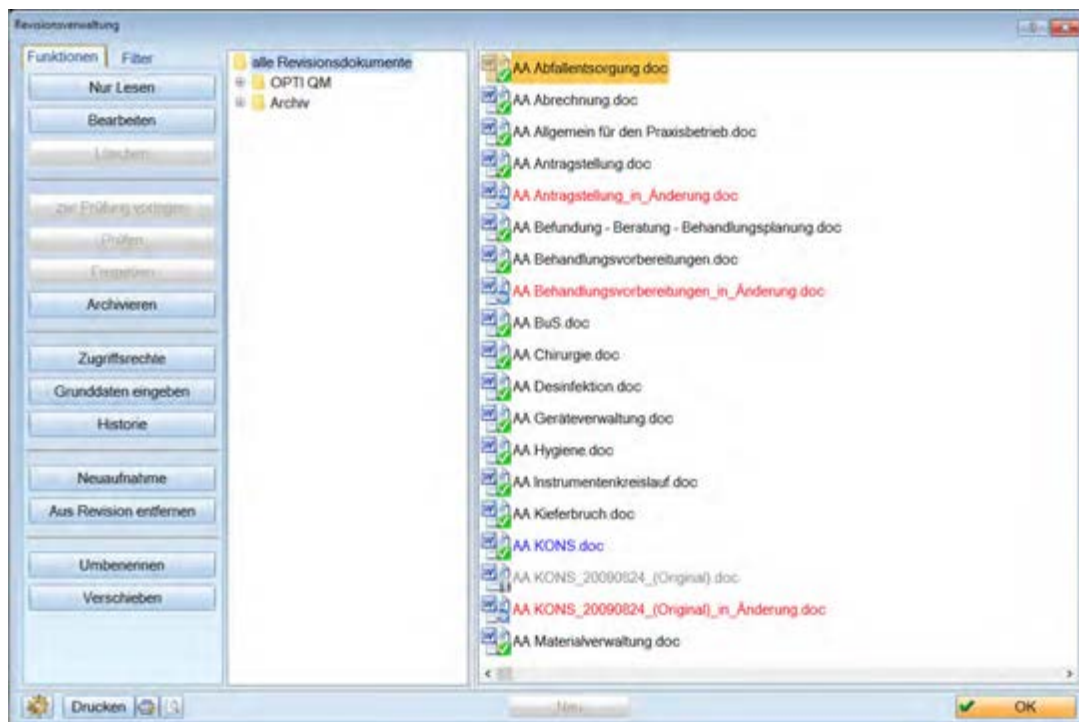 Revisionsverwaltung
Funktionen Filter
Nur Lesen
Bearbeiten
Löschen
zur Prüfung vorlegen
Prüfen
Freigeben
Archivieren
Zugriffsrechte
Grunddaten eingeben
Historie
Neuaufnahme
Aus Revision entfernen
Umbenennen
Verschieben
alle Revisionsdokumente
OPTI QM
Archiv
AA Abfallentsorgung.doc
AA Abrechnung.doc
AA Allgemein für den Praxisbetrieb.doc
AA Antragstellung.doc
AA Antragstellung_in_Änderung.doc
AA Befundung - Beratung - Behandlungsplanung.doc
AA Behandlungsvorbereitungen.doc
AA Behandlungsvorbereitungen_in_Änderung.doc
AA BuS.doc
AA Chirurgie.doc
AA Desinfektion.doc
AA Geräteverwaltung.doc
AA Hygiene.doc
AA Instrumentenkreislauf.doc
AA Kieferbruch.doc
AA KONS.doc
AA KONS_20090824_(Original).doc
AA KONS_20090824_(Original)_in_Änderung.doc
AA Materialverwaltung.doc
Drucken
Neu
OK